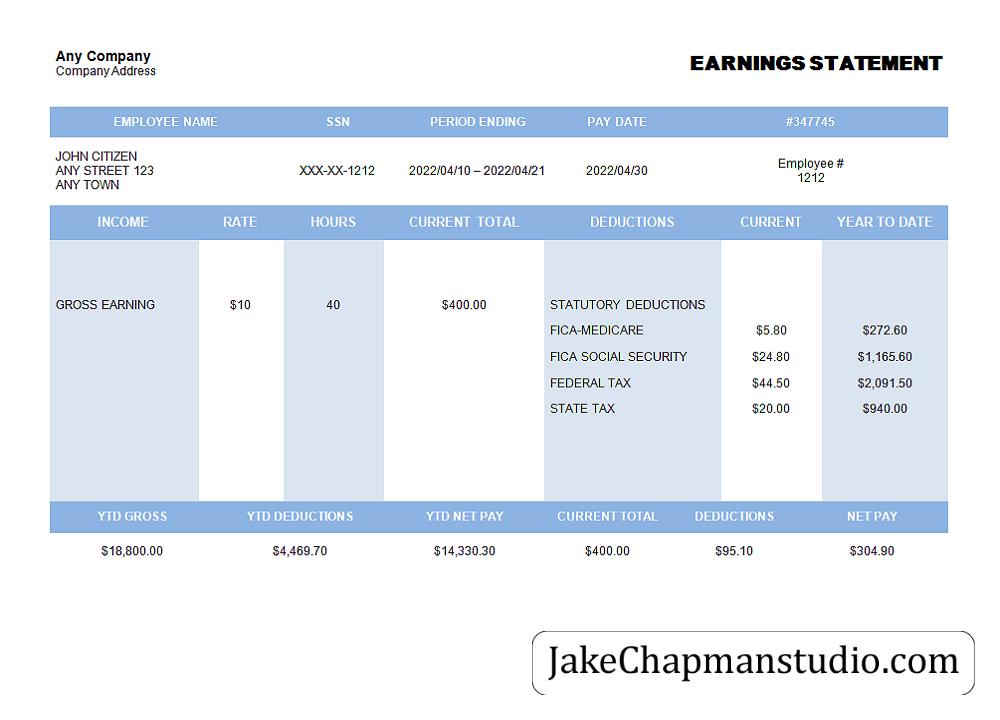 Any Company
Company Address
EARNINGS STATEMENT
EMPLOYEE NAME SSN PERIOD ENDING PAY DATE #347745
JOHN CITIZEN
ANY STREET 123
ANY TOWN
XXX-XX-1212 2022/04/10 – 2022/04/21 2022/04/30
Employee #
1212
INCOME RATE HOURS CURRENT TOTAL DEDUCTIONS CURRENT YEAR TO DATE
GROSS EARNING $10 40 $400.00 STATUTORY DEDUCTIONS
FICA-MEDICARE $5.80 $272.60
FICA SOCIAL SECURITY $24.80 $1,165.60
FEDERAL TAX $44.50 $2,091.50
STATE TAX $20.00 $940.00
YTD GROSS YTD DEDUCTIONS YTD NET PAY CURRENT TOTAL DEDUCTIONS NET PAY
$18,800.00 $4,469.70 $14,330.30 $400.00 $95.10 $304.90
JakeChapmanstudio.com